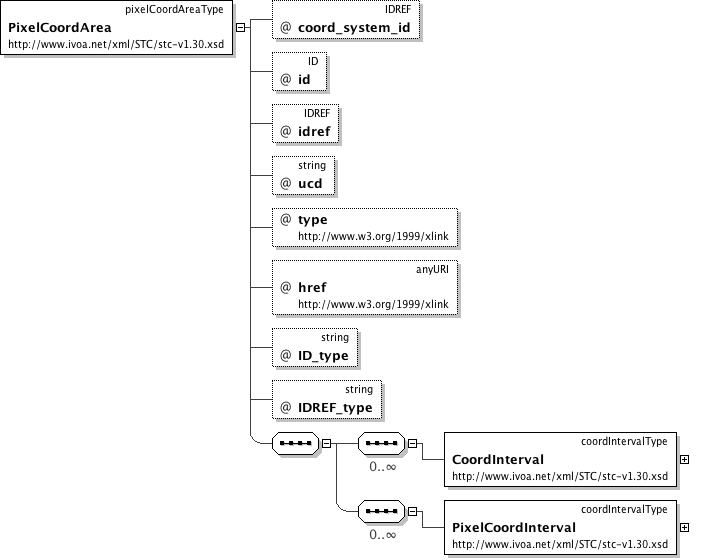 pixelCoordAreaType
PixelCoordArea
http://www.ivoa.net/xml/STC/stc-v1.30.xsd
IDREF
@ coord_system_id
ID
@ id
IDREF
@ idref
string
@ ucd
@ type
http://www.w3.org/1999/xlink
anyURI
@ href
http://www.w3.org/1999/xlink
string
@ ID_type
string
@ IDREF_type
0..∞
coordIntervalType
CoordInterval
http://www.ivoa.net/xml/STC/stc-v1.30.xsd
0..∞
coordIntervalType
PixelCoordInterval
http://www.ivoa.net/xml/STC/stc-v1.30.xsd